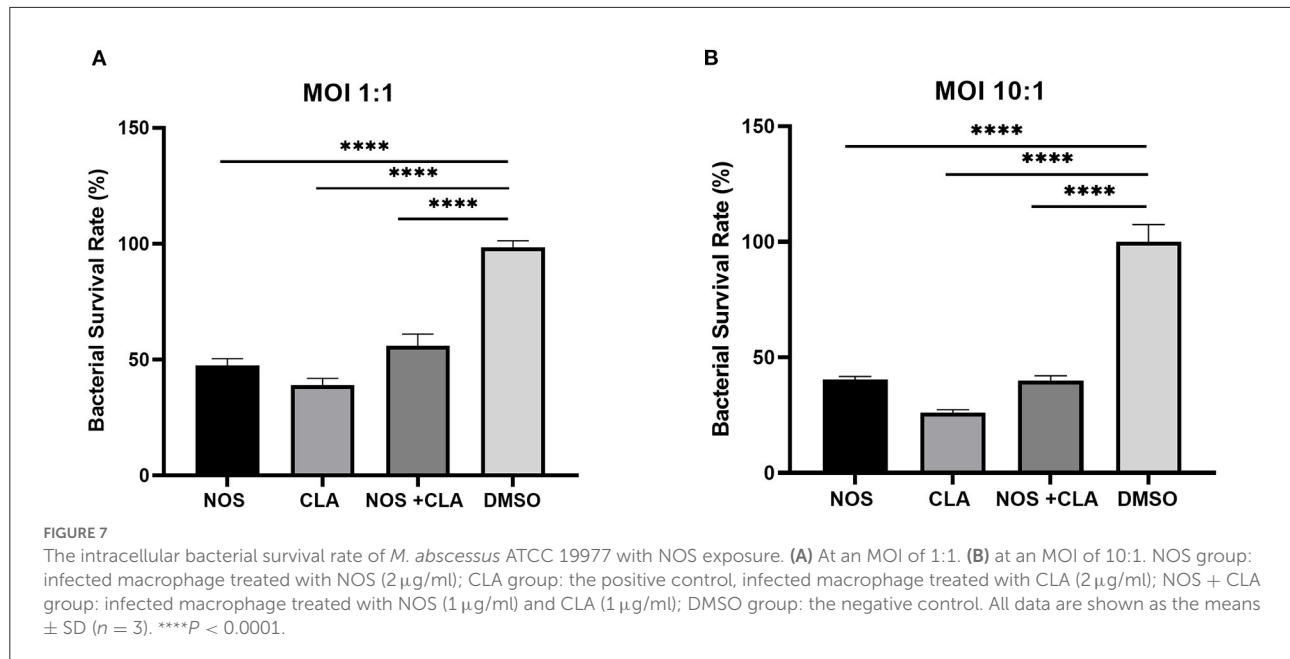 A
MOI 1:1
Bacterial Survival Rate (%)
150
100
50
0
****
****
****
NOS
CLA
NOS +CLA
DMSO
B
MOI 10:1
Bacterial Survival Rate (%)
150
100
50
0
****
****
****
NOS
CLA
NOS +CLA
DMSO
FIGURE 7
The intracellular bacterial survival rate of M. abscessus ATCC 19977 with NOS exposure. (A) At an MOI of 1:1. (B) at an MOI of 10:1. NOS group:
infected macrophage treated with NOS (2 μg/ml); CLA group: the positive control, infected macrophage treated with CLA (2 μg/ml); NOS + CLA
group: infected macrophage treated with NOS (1 μg/ml) and CLA (1 μg/ml); DMSO group: the negative control. All data are shown as the means
± SD (n = 3). ****P < 0.0001.